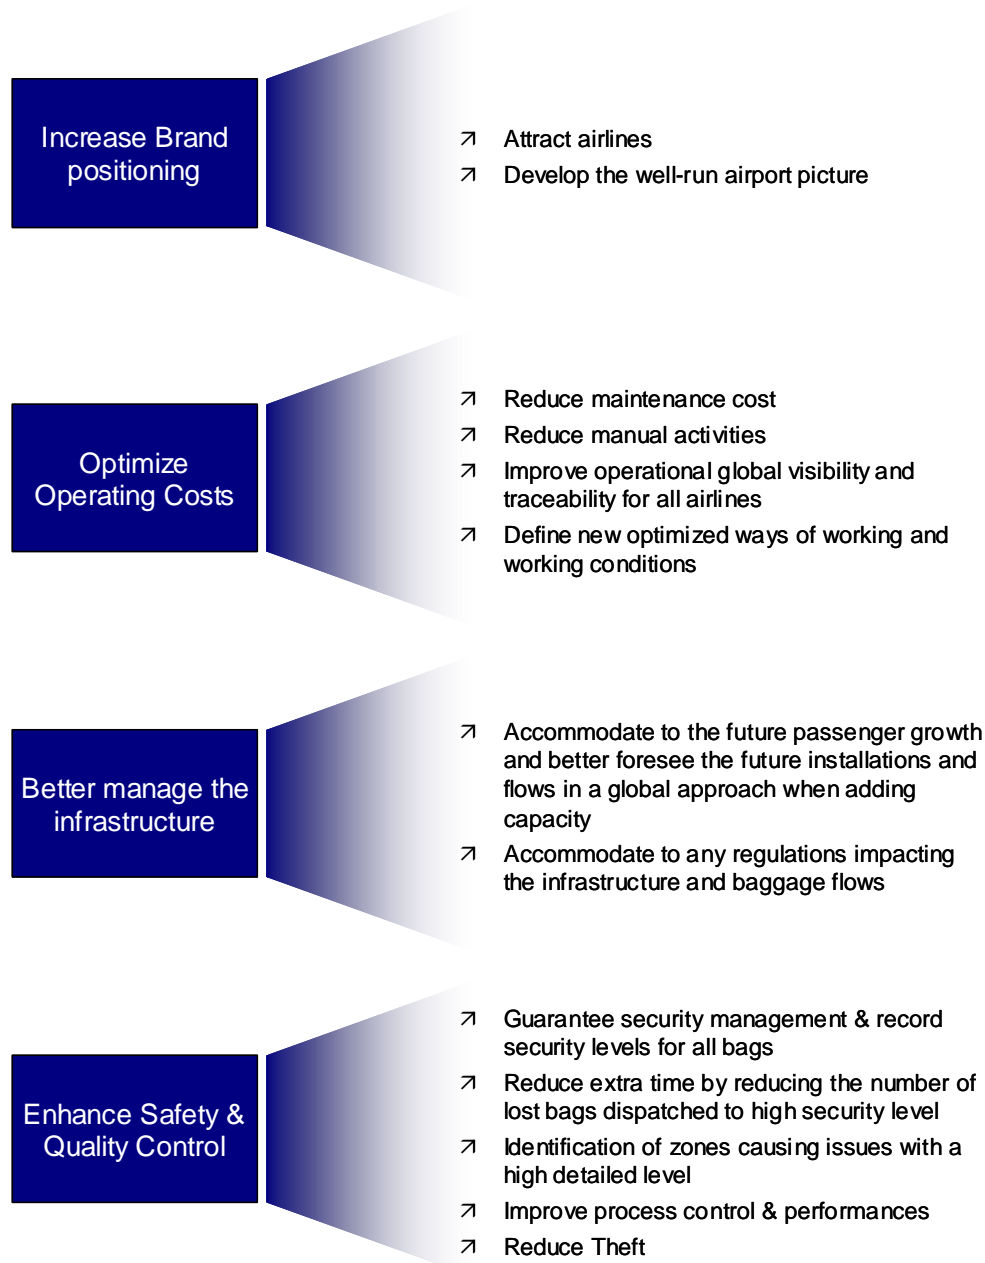 Increase Brand
positioning
Attract airlines
Develop the well-run airport picture
Optimize
Operating Costs
Reduce maintenance cost
Reduce manual activities
Improve operational global visibility and
traceability for all airlines
Define new optimized ways of working and
working conditions
Better manage the
infrastructure
Accommodate to the future passenger growth
and better foresee the future installations and
flows in a global approach when adding
capacity
Accommodate to any regulations impacting
the infrastructure and baggage flows
Enhance Safety &
Quality Control
Guarantee security management & record
security levels for all bags
Reduce extra time by reducing the number of
lost bags dispatched to high security level
Identification of zones causing issues with a
high detailed level
Improve process control & performances
Reduce Theft